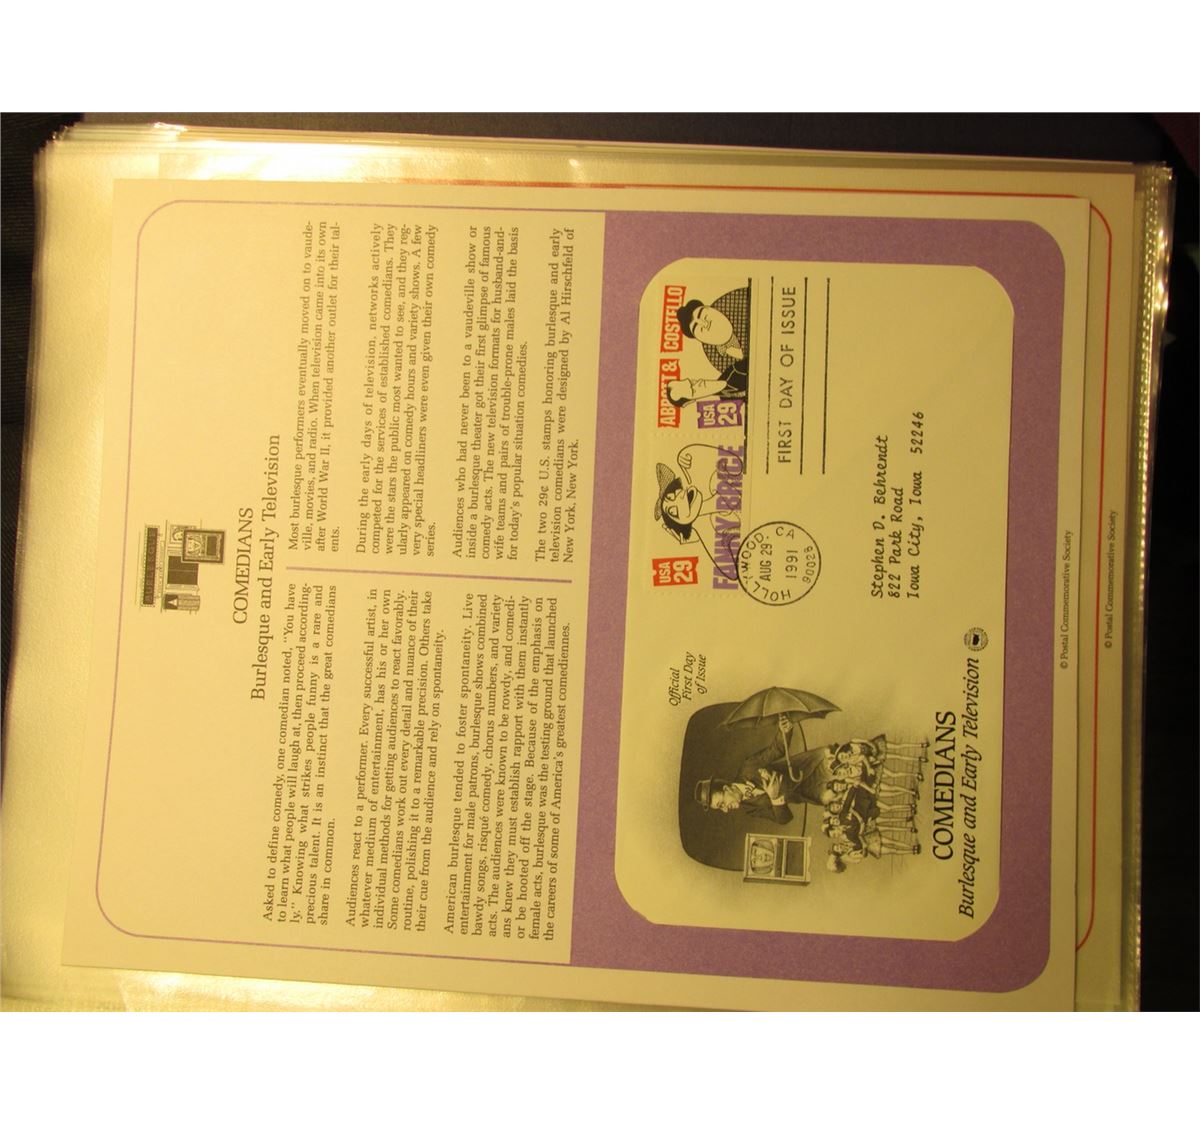 BURLESQUE
COMEDIANS
Burlesque and Early Television
Asked to define comedy, one comedian noted, "You have
to learn what people will laugh at, then proceed according-
ly." Knowing what strikes people funny is a rare and
precious talent. It is an instinct that the great comedians
share in common.
Audiences react to a performer. Every successful artist, in
whatever medium of entertainment, has his or her own
individual methods for getting audiences to react favorably.
Some comedians work out every detail and nuance of their
routine, polishing it to a remarkable precision. Others take
their cue from the audience and rely on spontaneity.
American burlesque tended to foster spontaneity. Live
entertainment for male patrons, burlesque shows combined
bawdy songs, risqué comedy, chorus numbers, and variety
acts. The audiences were known to be rowdy, and comedi-
ans knew they must establish rapport with them instantly
or be hooted off the stage. Because of the emphasis on
female acts, burlesque was the testing ground that launched
the careers of some of America's greatest comediennes.
Most burlesque performers eventually moved on to vaude-
ville, movies, and radio. When television came into its own
after World War II, it provided another outlet for their tal-
ents.
During the early days of television, networks actively
competed for the services of established comedians. They
were the stars the public most wanted to see, and they reg-
ularly appeared on comedy hours and variety shows. A few
very special headliners were even given their own comedy
series.
Audiences who had never been to a vaudeville show or
inside a burlesque theater got their first glimpse of famous
comedy acts. The new television formats for husband-and-
wife teams and pairs of trouble-prone males laid the basis
for today's popular situation comedies.
The two 29¢ U.S. stamps honoring burlesque and early
television comedians were designed by Al Hirschfeld of
New York, New York.
Official
First Day
of Issue
COMEDIANS
Burlesque and Early Television
USA
29
FANNY BRICE
ABBOTT & COSTELLO
USA
29
HOLLYWOOD CA
AUG 29
1991
90028
FIRST DAY OF ISSUE
Stephen D. Behrendt
822 Park Road
Iowa City, Iowa 52246
© Postal Commemorative Society
© Postal Commemorative Society